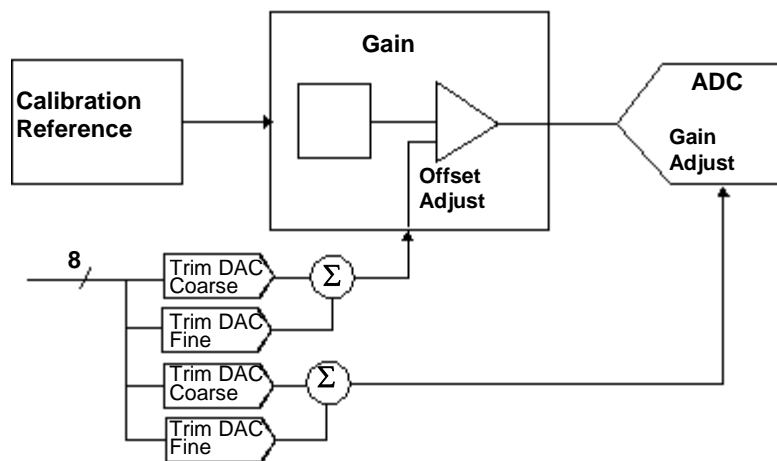 Gain
Calibration
Reference
ADC
Gain
Adjust
Offset
Adjust
8
Trim DAC
Coarse
Σ
Trim DAC
Fine
Trim DAC
Coarse
Σ
Trim DAC
Fine